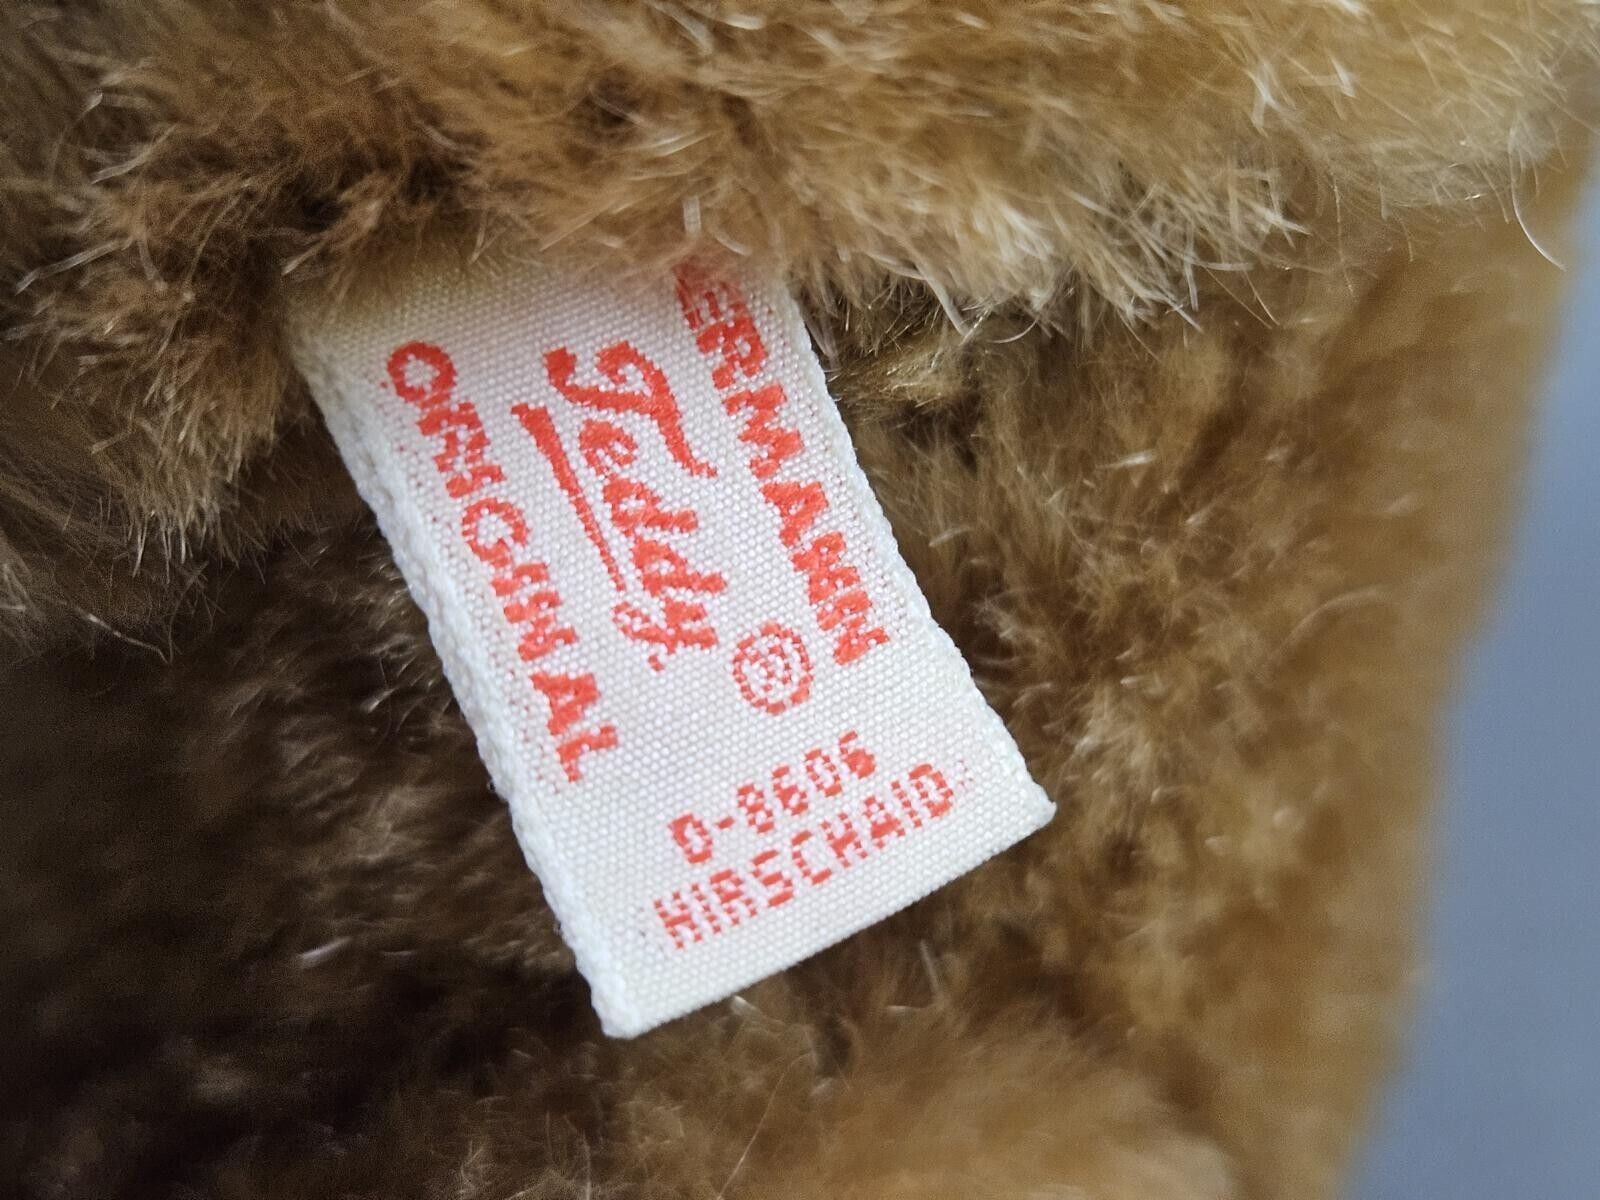 ORIGINAL
Teddy
ERMANN
®
D-8606
HIRSCHAID